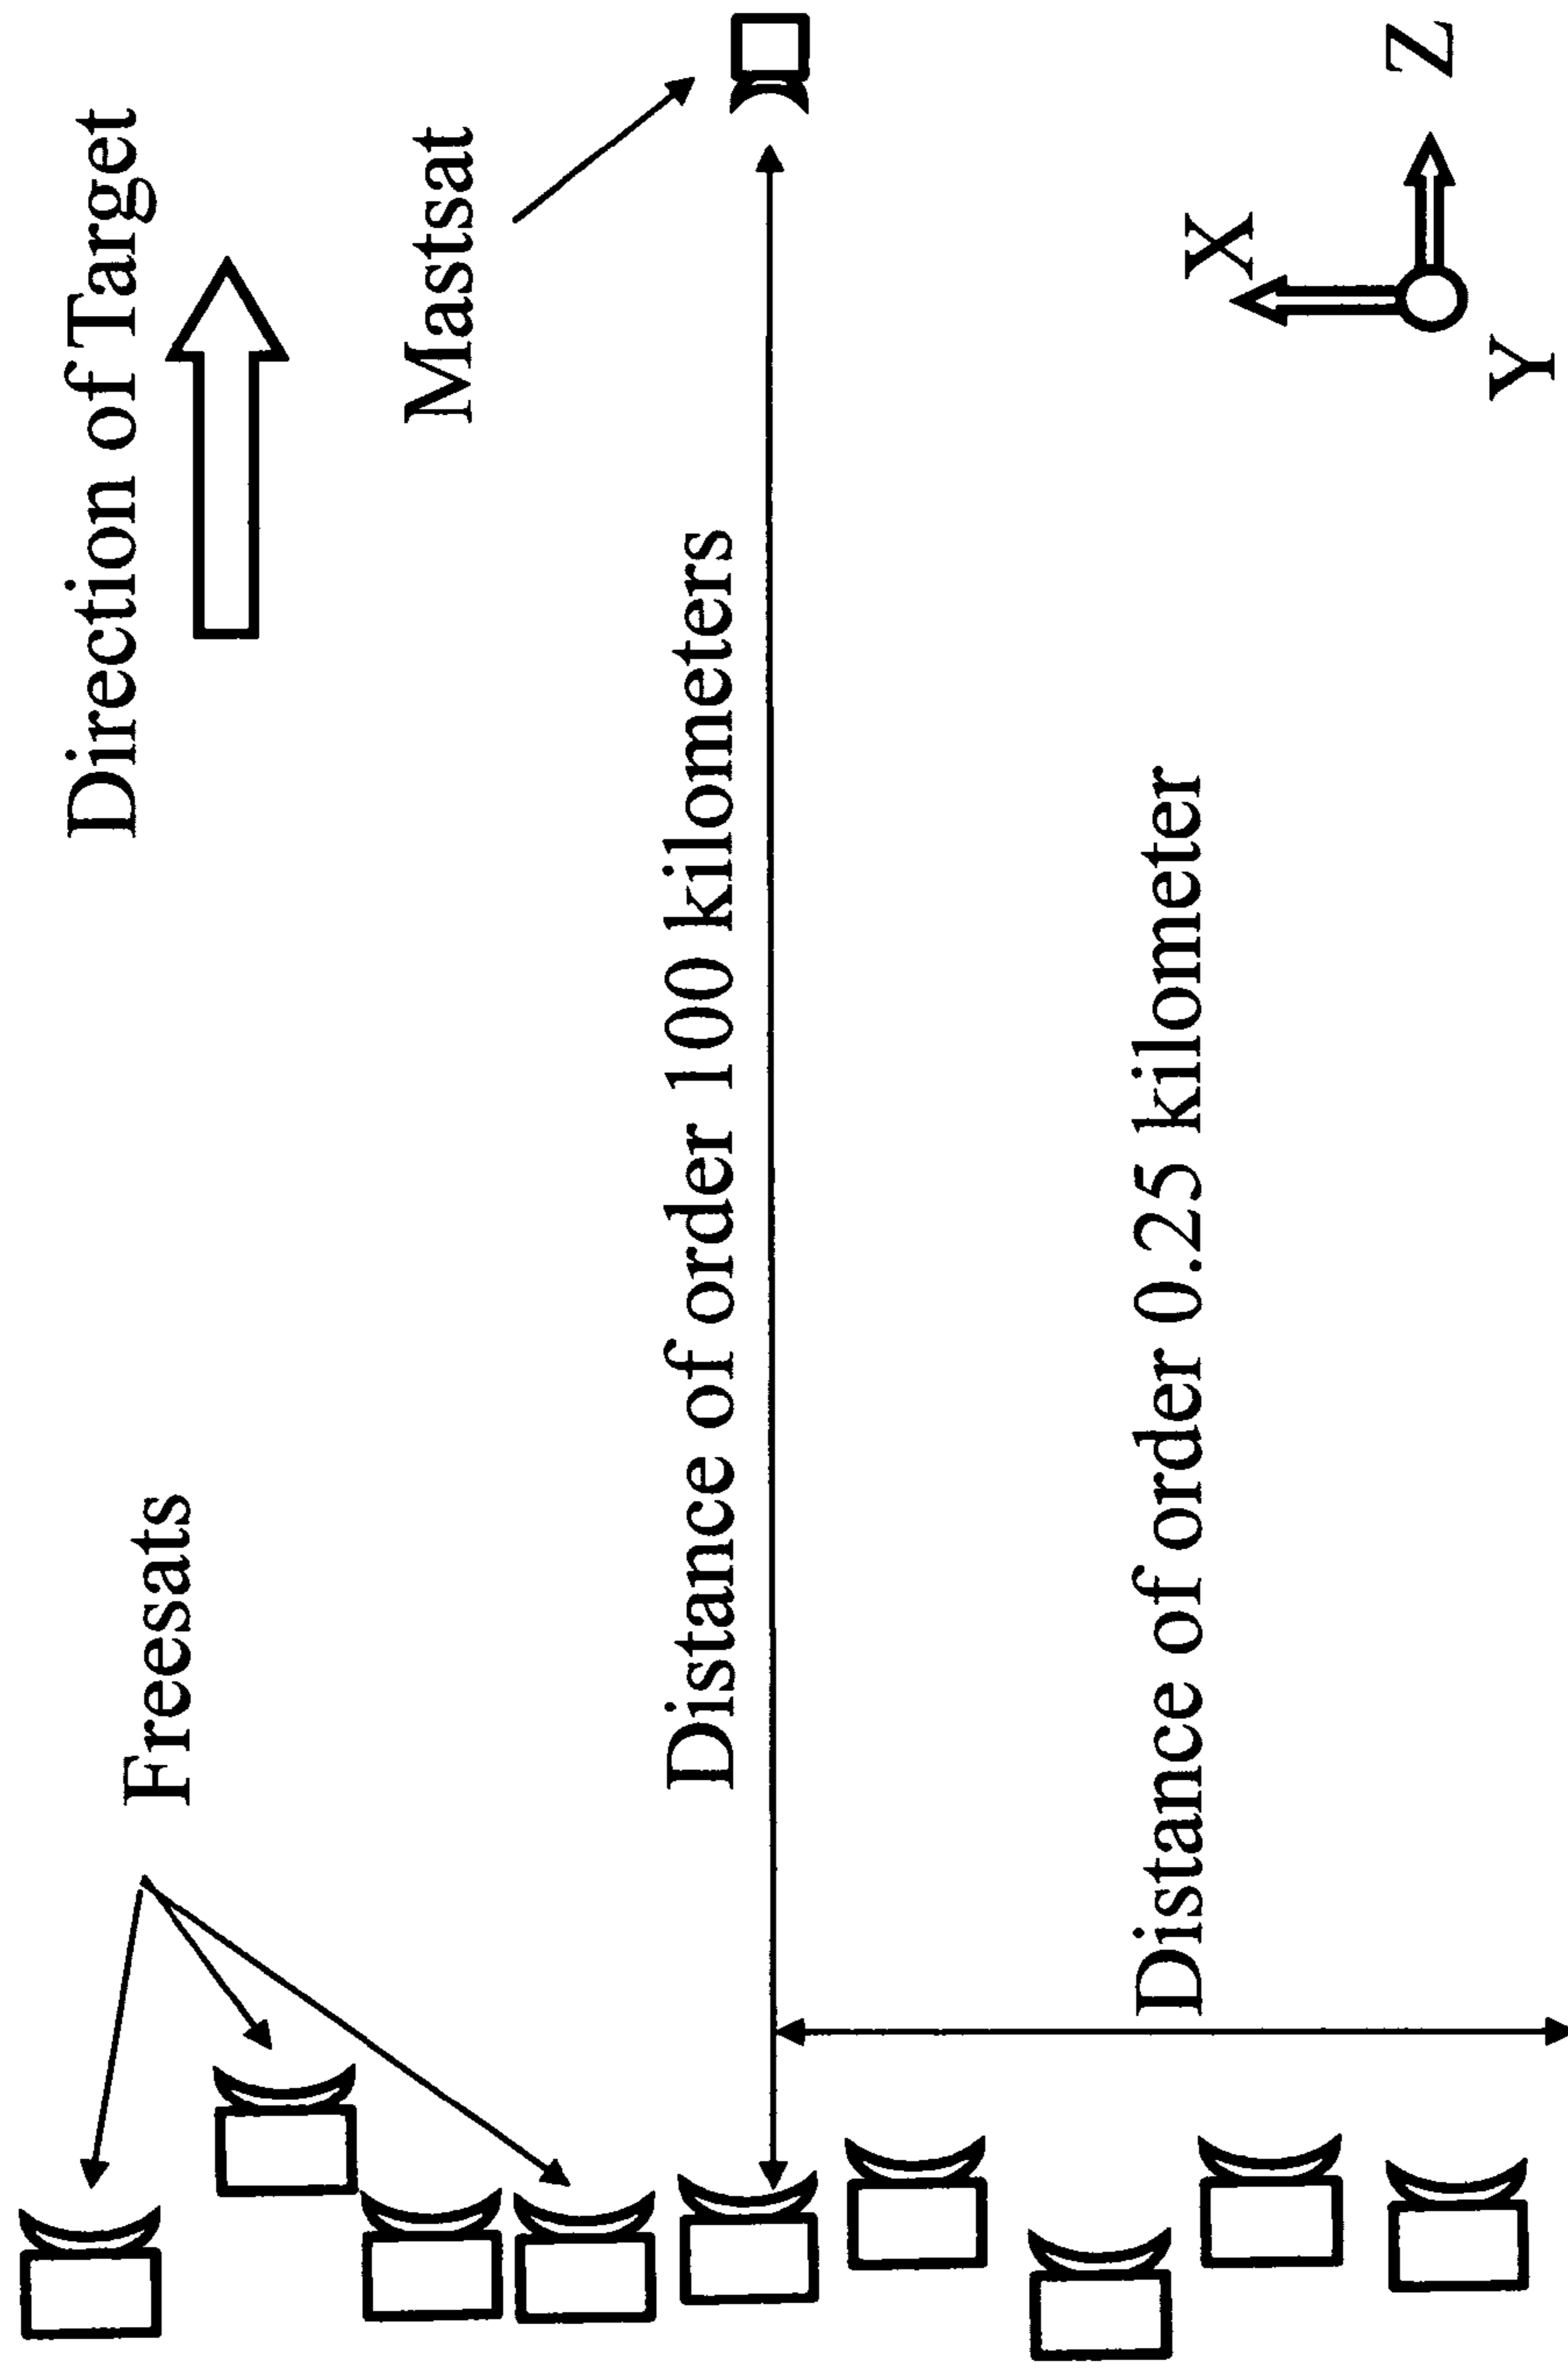 Direction of Target
Freesats
Mastsat
Distance of order 100 kilometers
Distance of order 0.25 kilometer
X
Y
Z